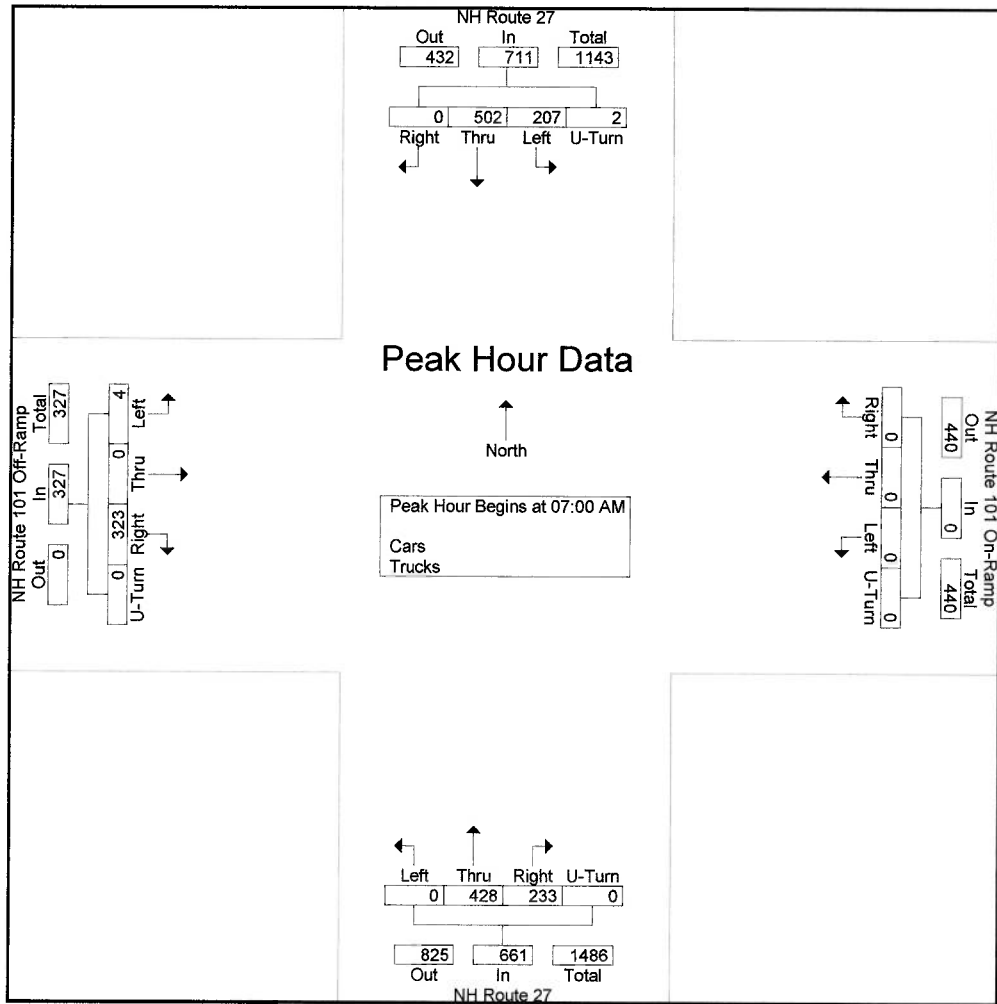 NH Route 27
Out In Total
432 711 1143
0 502 207 2
Right Thru Left U-Turn
Peak Hour Data
North
Peak Hour Begins at 07:00 AM
Cars
Trucks
NH Route 101 Off-Ramp
Total In Out
327 327 0
4 0 323 0
Left Thru Right U-Turn
NH Route 101 On-Ramp
Out In Total
440 0 440
0 0 0 0
Right Thru Left U-Turn
Left Thru Right U-Turn
0 428 233 0
825 661 1486
Out In Total
NH Route 27